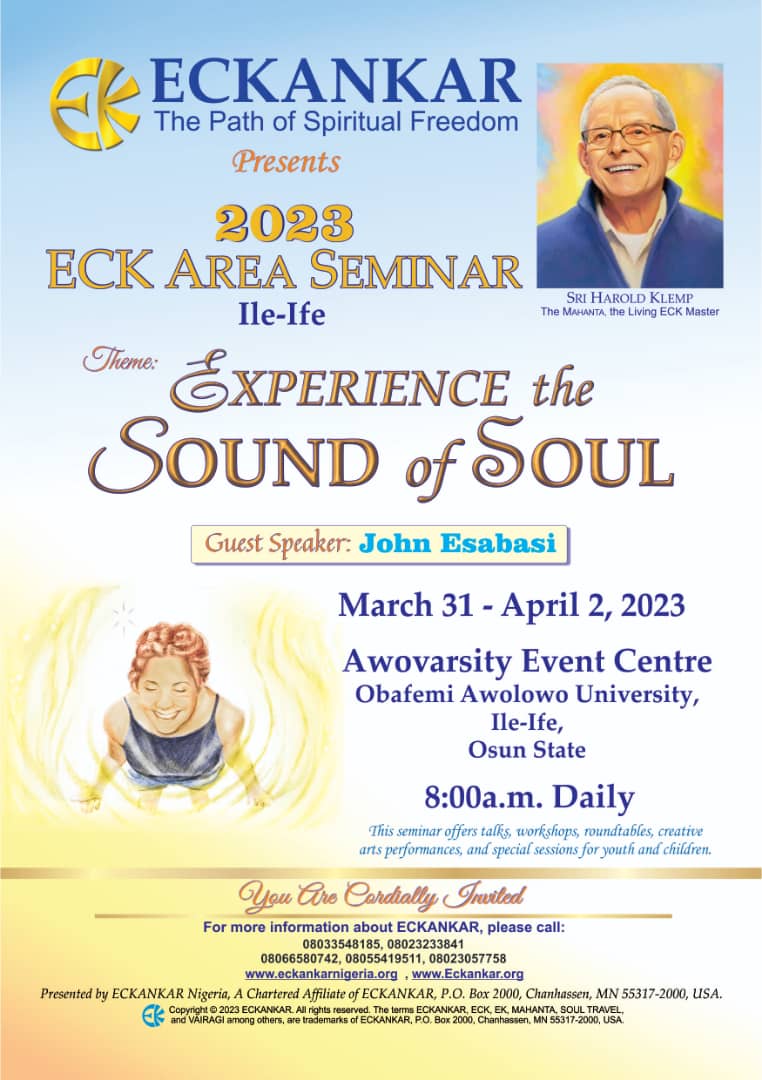 EK ECKANKAR
The Path of Spiritual Freedom
Presents
2023
ECK AREA SEMINAR
Ile-Ife
SRI HAROLD KLEMP
The MAHANTA, the Living ECK Master
Theme:
EXPERIENCE the
SOUND of SOUL
Guest Speaker: John Esabasi
March 31 - April 2, 2023
Awovarsity Event Centre
Obafemi Awolowo University,
Ile-Ife,
Osun State
8:00a.m. Daily
This seminar offers talks, workshops, roundtables, creative
arts performances, and special sessions for youth and children.
You Are Cordially Invited
For more information about ECKANKAR, please call:
08033548185, 08023233841
08066580742, 08055419511, 08023057758
www.eckankarnigeria.org , www.Eckankar.org
Presented by ECKANKAR Nigeria, A Chartered Affiliate of ECKANKAR, P.O. Box 2000, Chanhassen, MN 55317-2000, USA.
EK Copyright © 2023 ECKANKAR. All rights reserved. The terms ECKANKAR, ECK, EK, MAHANTA, SOUL TRAVEL,
and VAIRAGI among others, are trademarks of ECKANKAR, P.O. Box 2000, Chanhassen, MN 55317-2000, USA.